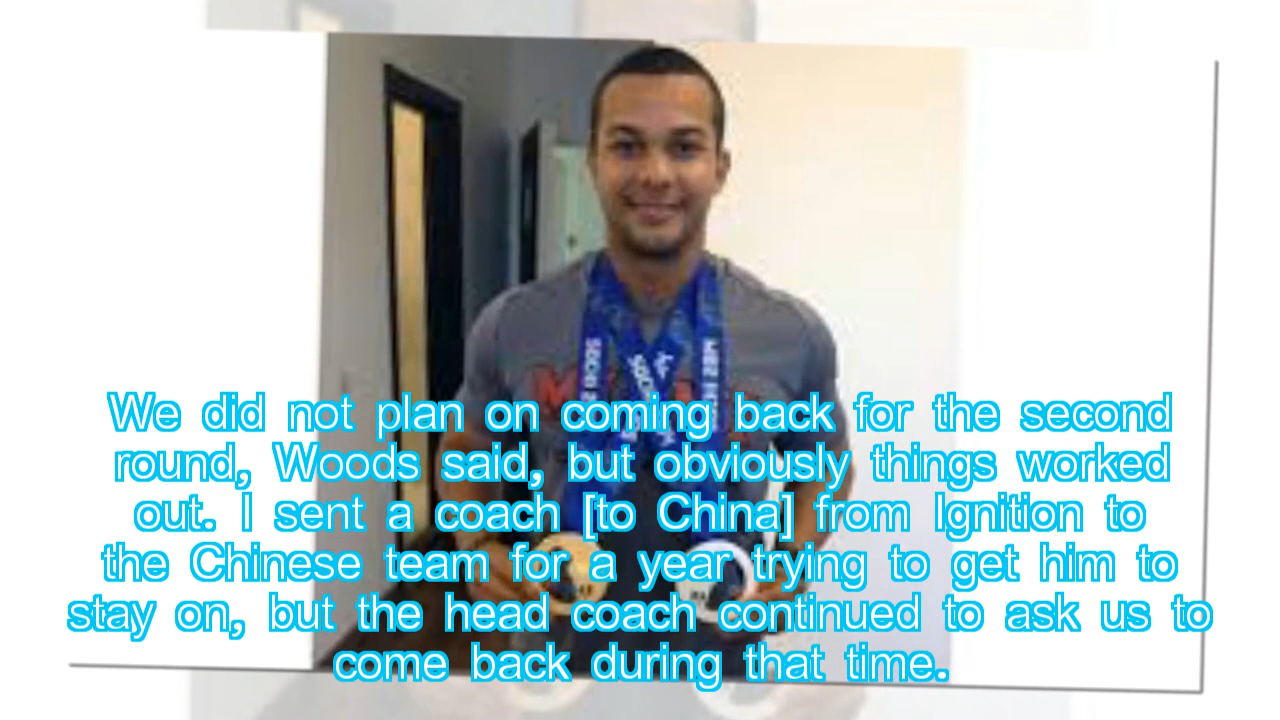 We did not plan on coming back for the second
round, Woods said, but obviously things worked
out. I sent a coach [to China] from Ignition to
the Chinese team for a year trying to get him to
stay on, but the head coach continued to ask us to
come back during that time.